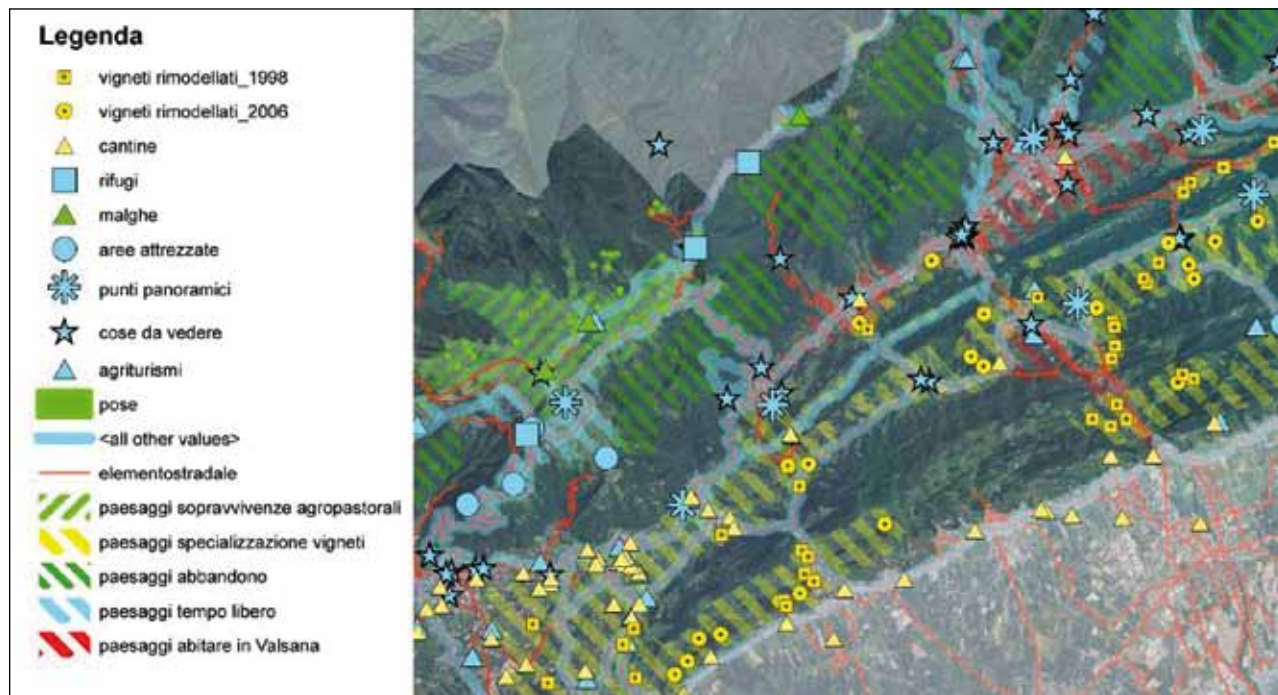 Legenda
vigneti rimodellati_1998
vigneti rimodellati_2006
cantine
rifugi
malghe
aree attrezzate
punti panoramici
cose da vedere
agriturismi
pose
<all other values>
elementostradale
paesaggi sopravvivenze agropastorali
paesaggi specializzazione vigneti
paesaggi abbandono
paesaggi tempo libero
paesaggi abitare in Valsana